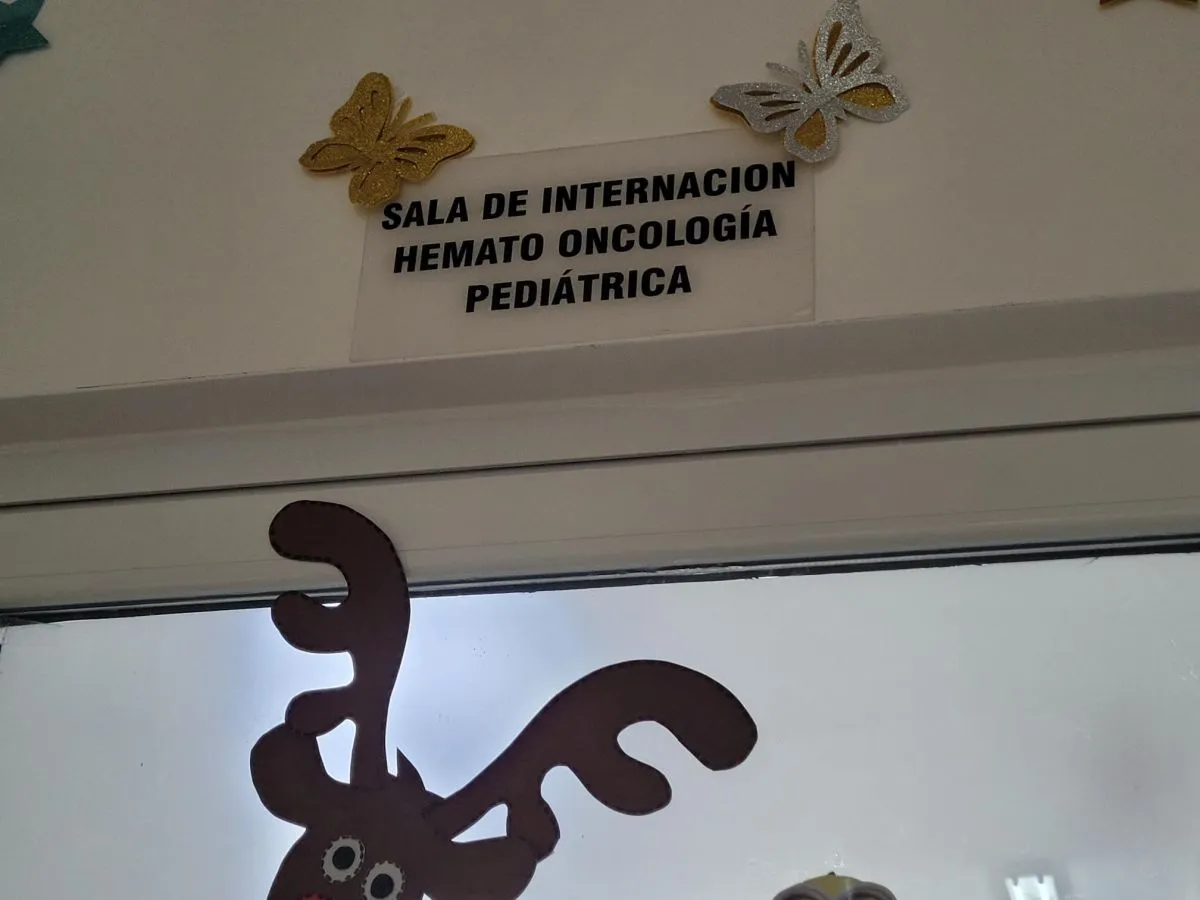 SALA DE INTERNACION
HEMATO ONCOLOGÍA
PEDIÁTRICA